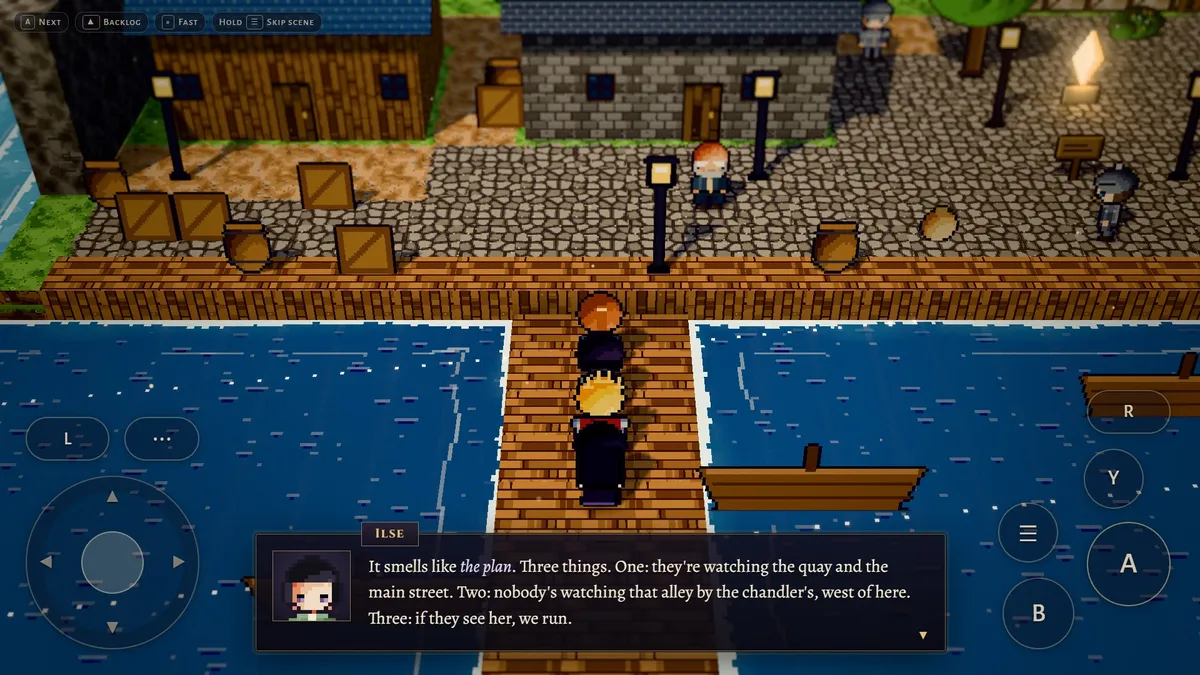 A NEXT ▲ BACKLOG FAST HOLD ☰ SKIP SCENE
L
...
R
Y
A
B
ILSE
It smells like the plan. Three things. One: they're watching the quay and the
main street. Two: nobody's watching that alley by the chandler's, west of here.
Three: if they see her, we run.